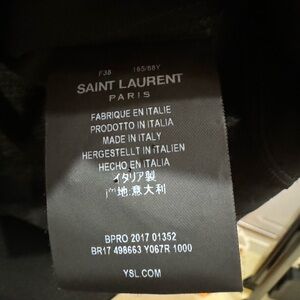 F38 165/88Y
SAINT LAURENT
PARIS
FABRIQUE EN ITALIE
PRODOTTO IN ITALIA
MADE IN ITALY
HERGESTELLT IN ITALIEN
HECHO EN ITALIA
イタリア製
地:意大利
BPRO 2017 01352
BR17 498663 Y067R 1000
YSL.COM